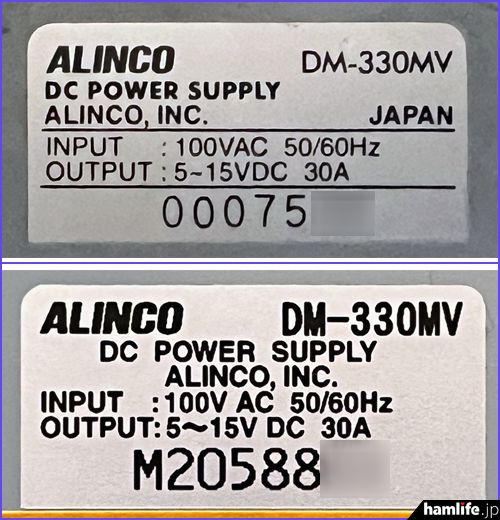 ALINCO DM-330MV
DC POWER SUPPLY
ALINCO, INC. JAPAN
INPUT : 100VAC 50/60Hz
OUTPUT : 5~15VDC 30A
00075
ALINCO DM-330MV
DC POWER SUPPLY
ALINCO, INC.
INPUT : 100V AC 50/60Hz
OUTPUT: 5~15V DC 30A
M20588
hamlife.jp